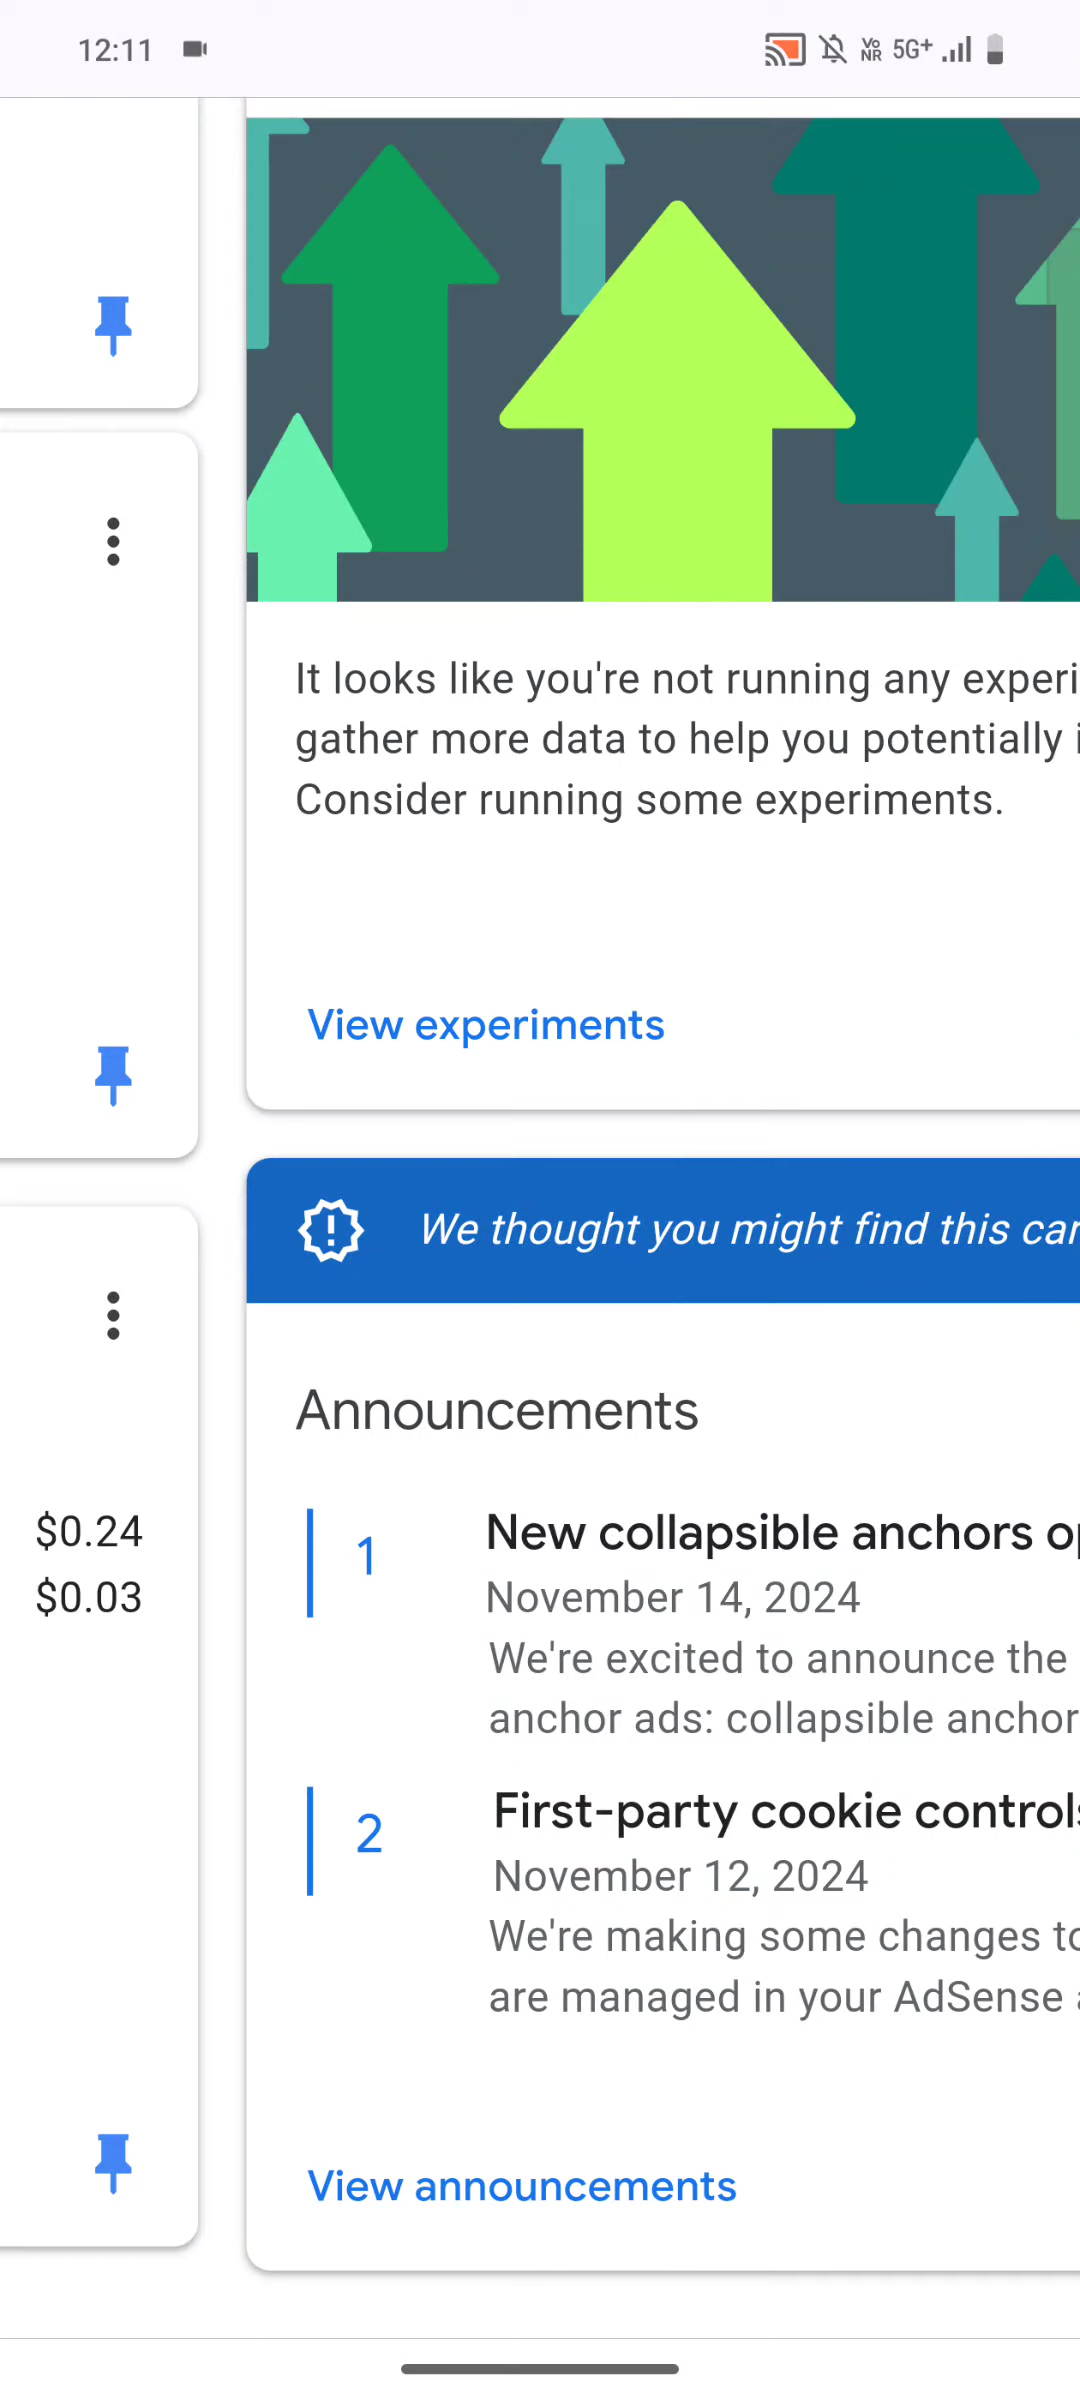 12:11
Vo NR 5G+
It looks like you're not running any experi
gather more data to help you potentially i
Consider running some experiments.
View experiments
We thought you might find this car
Announcements
$0.24
$0.03
1
New collapsible anchors op
November 14, 2024
We're excited to announce the
anchor ads: collapsible anchor
2
First-party cookie controls
November 12, 2024
We're making some changes to
are managed in your AdSense a
View announcements